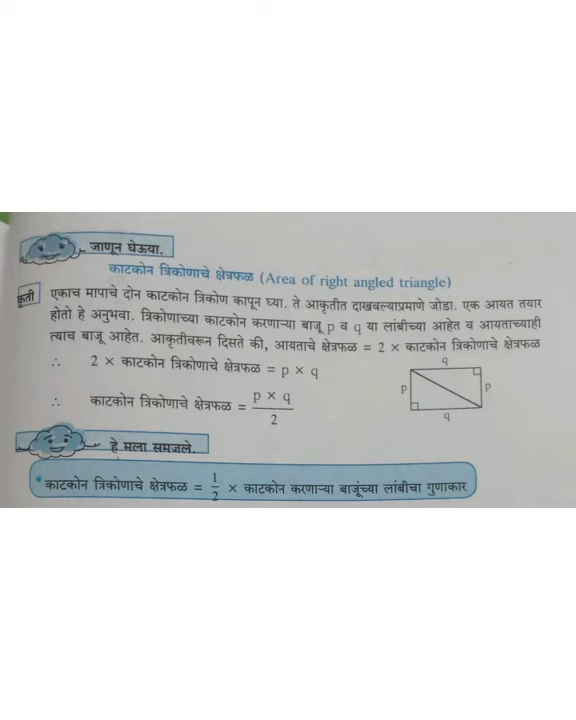 जाणून घेऊया.
काटकोन त्रिकोणाचे क्षेत्रफळ (Area of right angled triangle)
कृती एकाच मापाचे दोन काटकोन त्रिकोण कापून घ्या. ते आकृतीत दाखवल्याप्रमाणे जोडा. एक आयत तयार
होतो हे अनुभवा. त्रिकोणाच्या काटकोन करणाऱ्या बाजू p व q या लांबीच्या आहेत व आयताच्याही
त्याच बाजू आहेत. आकृतीवरून दिसते की, आयताचे क्षेत्रफळ = 2 × काटकोन त्रिकोणाचे क्षेत्रफळ
∴ 2 × काटकोन त्रिकोणाचे क्षेत्रफळ = p × q
∴ काटकोन त्रिकोणाचे क्षेत्रफळ = p × q / 2
q
p
p
q
हे मला समजले.
• काटकोन त्रिकोणाचे क्षेत्रफळ = 1/2 × काटकोन करणाऱ्या बाजूंच्या लांबीचा गुणाकार